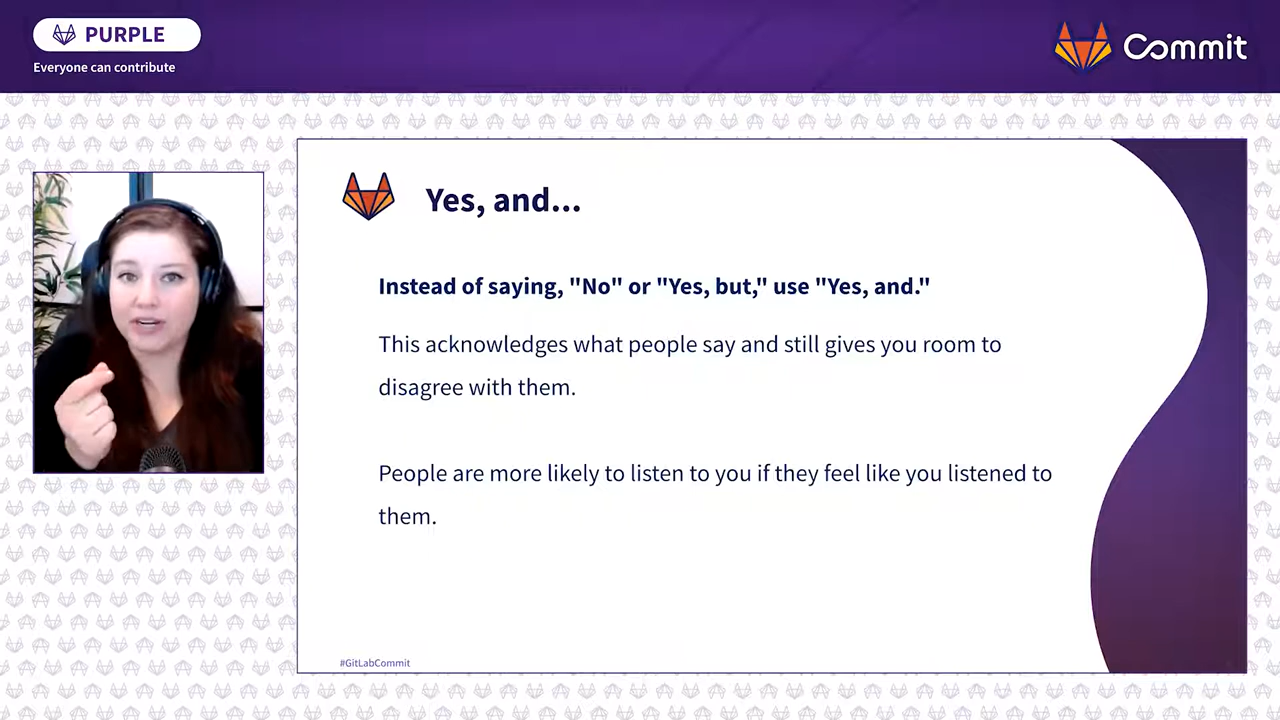 PURPLE
Everyone can contribute
Commit
Yes, and...
Instead of saying, "No" or "Yes, but," use "Yes, and."
This acknowledges what people say and still gives you room to
disagree with them.
People are more likely to listen to you if they feel like you listened to
them.
#GitLabCommit